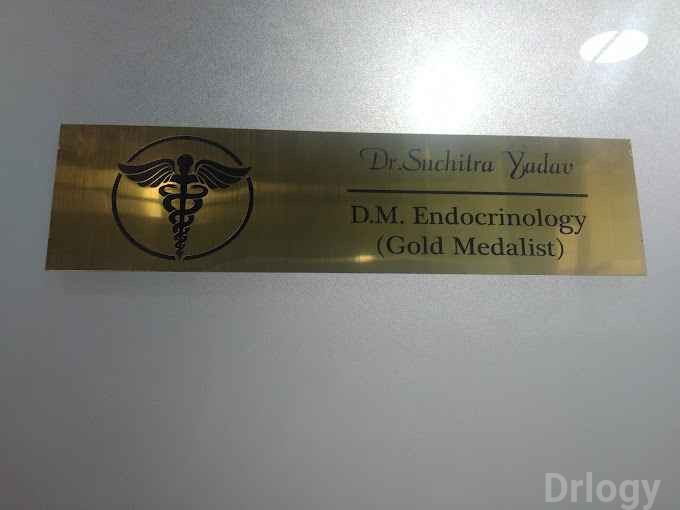 Dr.Suchitra Yadav
D.M. Endocrinology
(Gold Medalist)
Drlogy